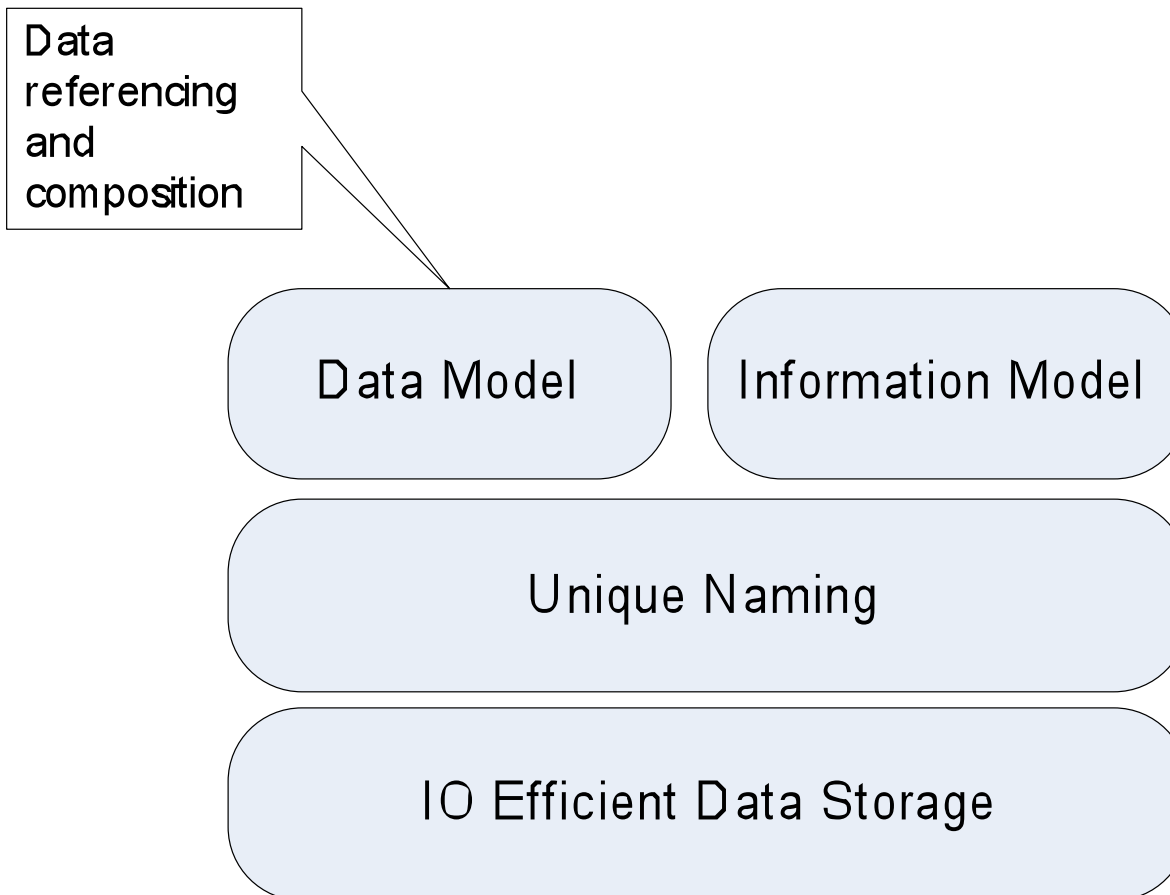 Data
referencing
and
composition
Data Model
Information Model
Unique Naming
IO Efficient Data Storage